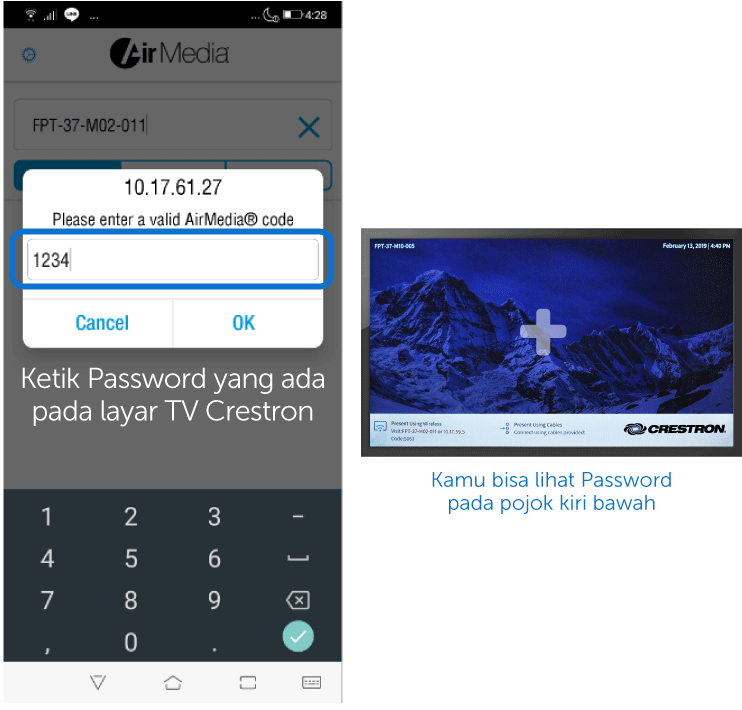 ... ... 4:28
AirMedia
FPT-37-M02-011
10.17.61.27
Please enter a valid AirMedia® code
1234
Cancel OK
Ketik Password yang ada
pada layar TV Crestron
1 2 3 –
4 5 6
7 8 9
, 0 .
FPT-37-M10-005 February 13, 2019 | 4:40 PM
Present Using Wireless
Visit:FPT-37-M02-011 or 10.17.59.5
Code:5067
Present Using Cables
Connect using cables provided
CRESTRON
Kamu bisa lihat Password
pada pojok kiri bawah